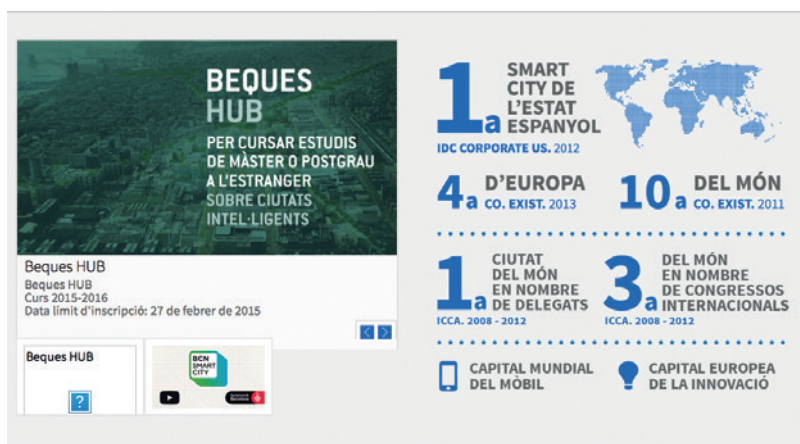 BEQUES
HUB
PER CURSAR ESTUDIS
DE MÀSTER O POSTGRAU
A L'ESTRANGER
SOBRE CIUTATS
INTEL·LIGENTS
Beques HUB
Beques HUB
Curs 2015-2016
Data límit d'inscripció: 27 de febrer de 2015
Beques HUB
?
BCN
SMART
CITY
1a
SMART
CITY DE
L'ESTAT
ESPANYOL
IDC CORPORATE US. 2012
4a D'EUROPA
CO. EXIST. 2013
10a DEL MÓN
CO. EXIST. 2011
1a
CIUTAT
DEL MÓN
EN NOMBRE
DE DELEGATS
ICCA. 2008 - 2012
3a
DEL MÓN
EN NOMBRE
DE CONGRESSOS
INTERNACIONALS
ICCA. 2008 - 2012
CAPITAL MUNDIAL
DEL MÒBIL
CAPITAL EUROPEA
DE LA INNOVACIÓ